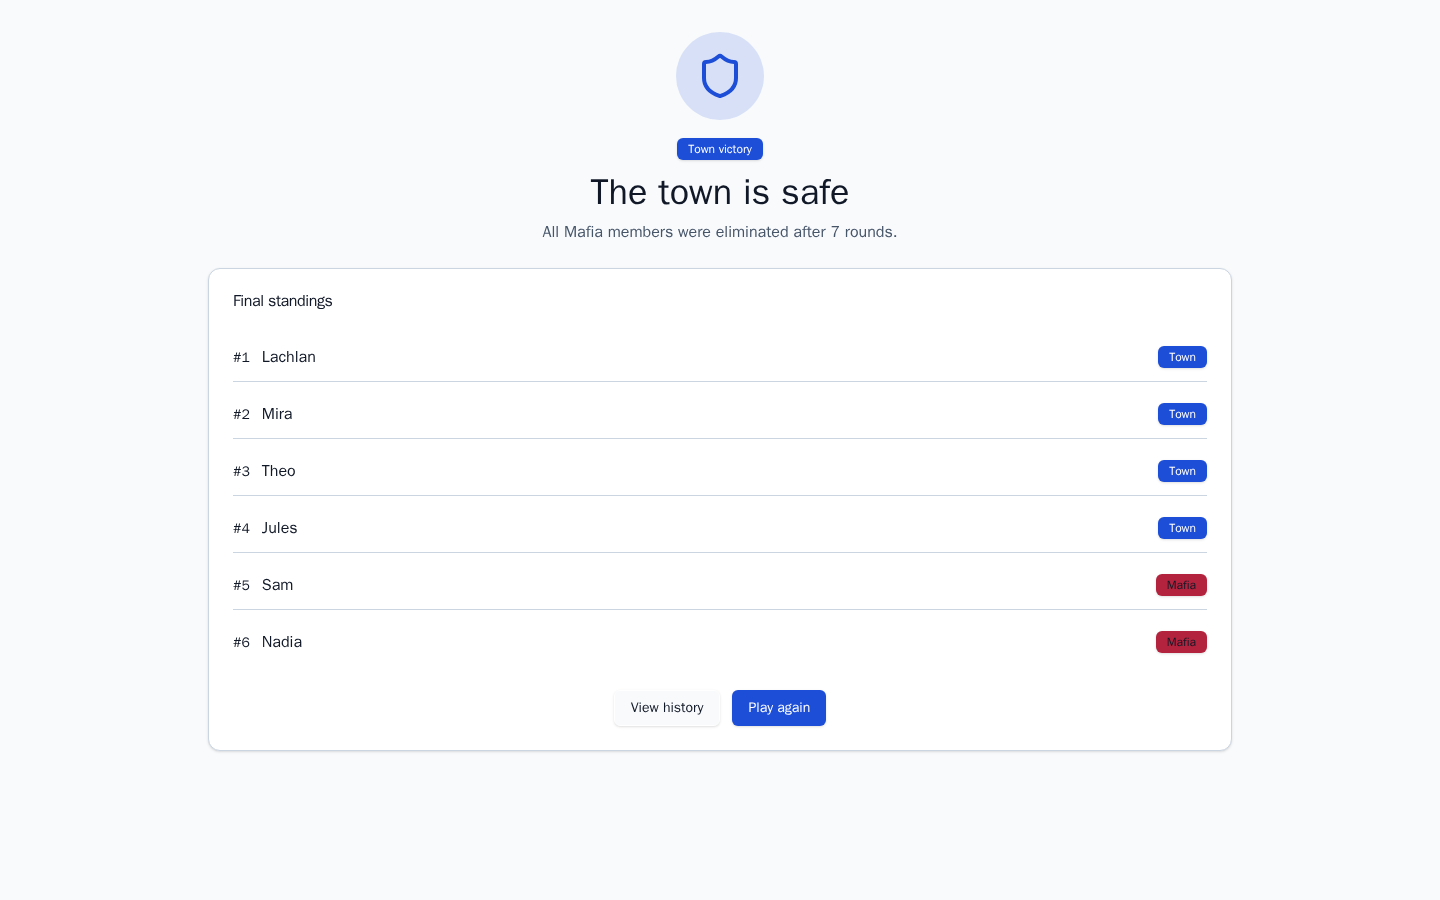 Town victory
The town is safe
All Mafia members were eliminated after 7 rounds.
Final standings
#1 Lachlan Town
#2 Mira Town
#3 Theo Town
#4 Jules Town
#5 Sam Mafia
#6 Nadia Mafia
View history Play again